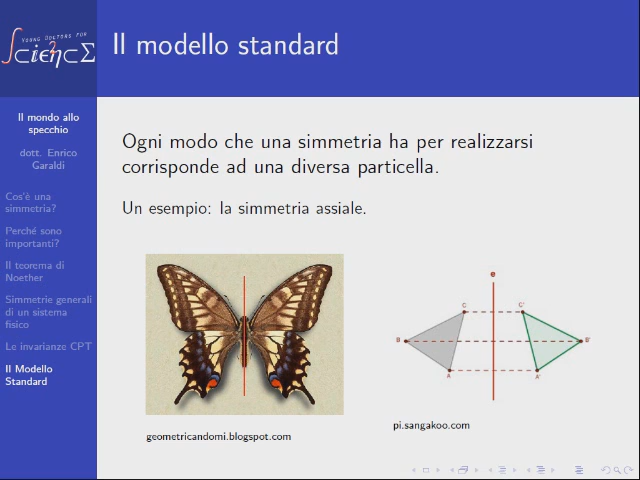 YOUNG DOCTORS FOR
Il modello standard
Il mondo allo
specchio
dott. Enrico
Garaldi
Cos'è una
simmetria?
Perché sono
importanti?
Il teorema di
Noether
Simmetrie generali
di un sistema
fisico
Le invarianze CPT
Il Modello
Standard
Ogni modo che una simmetria ha per realizzarsi
corrisponde ad una diversa particella.
Un esempio: la simmetria assiale.
geometricandomi.blogspot.com
e
C C'
B B'
A A'
pi.sangakoo.com